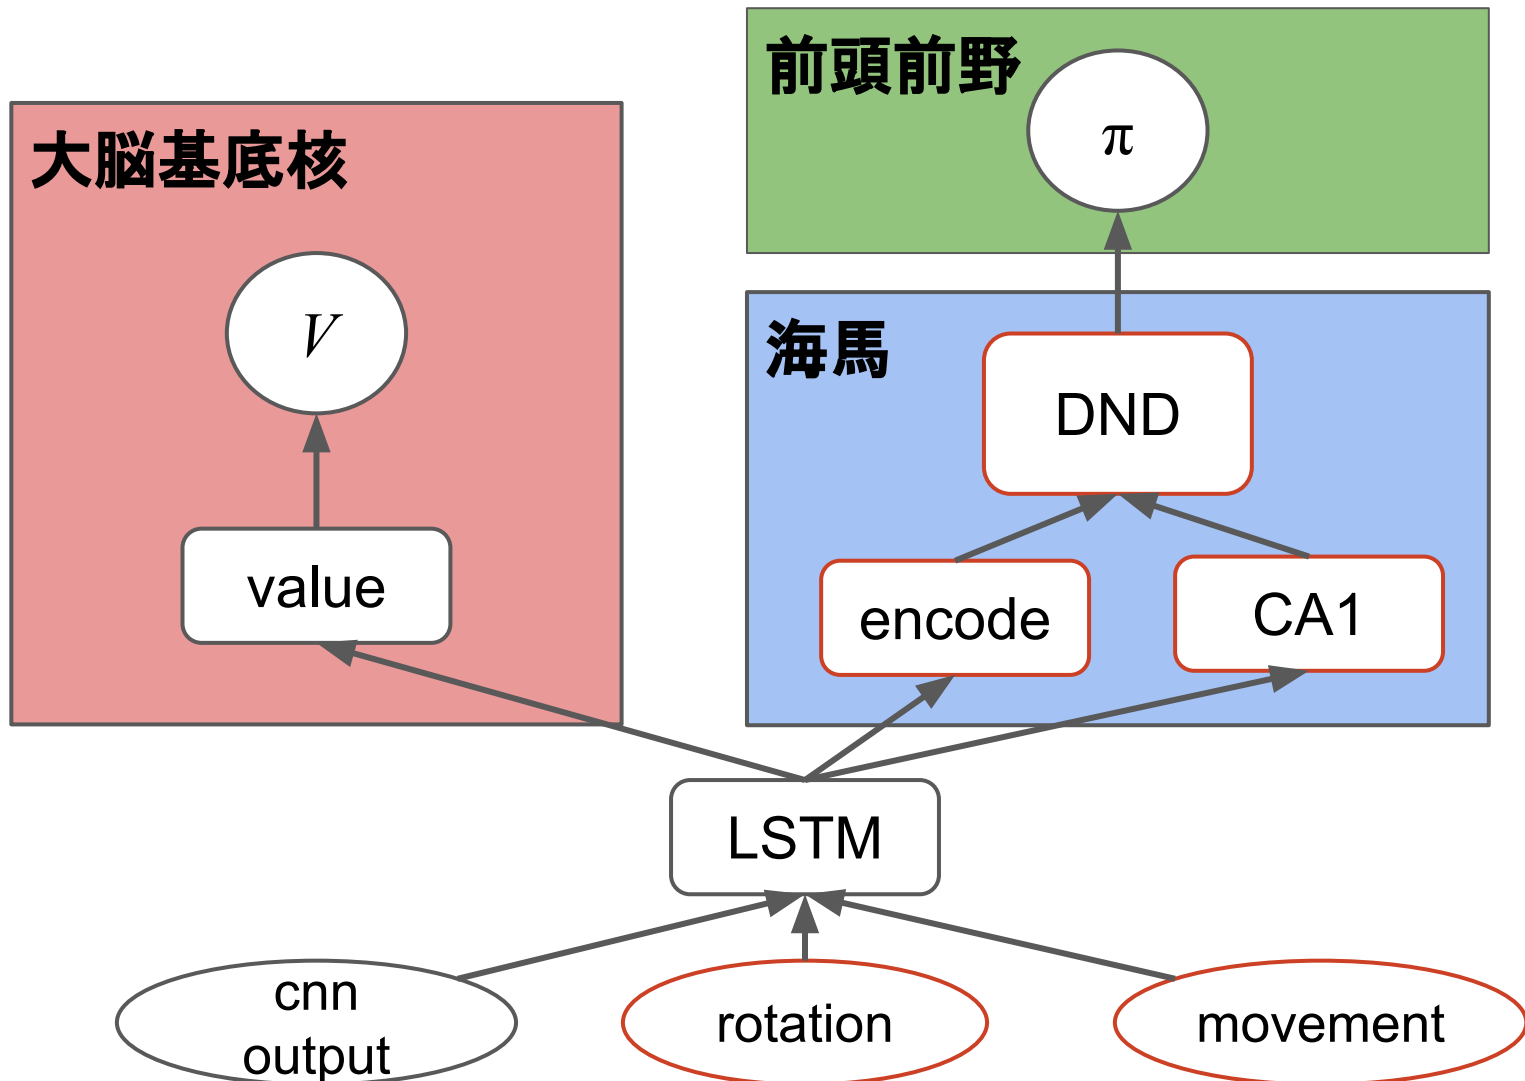 前頭前野
π
大脳基底核
V
海馬
DND
value
encode
CA1
LSTM
cnn
output
rotation
movement